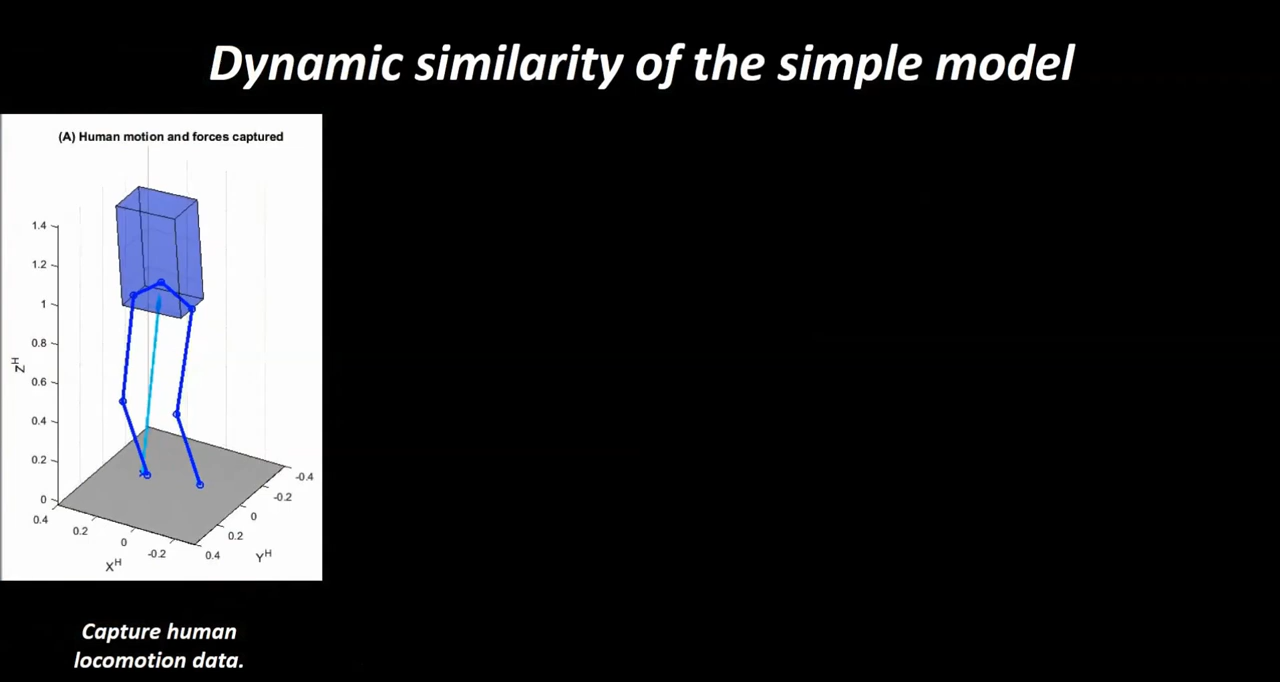 Dynamic similarity of the simple model
(A) Human motion and forces captured
1.4
1.2
1
0.8
0.6
0.4
0.2
0
Z^H
0.4
0.2
0
-0.2
X^H
-0.4
-0.2
0
0.2
0.4
Y^H
Capture human
locomotion data.